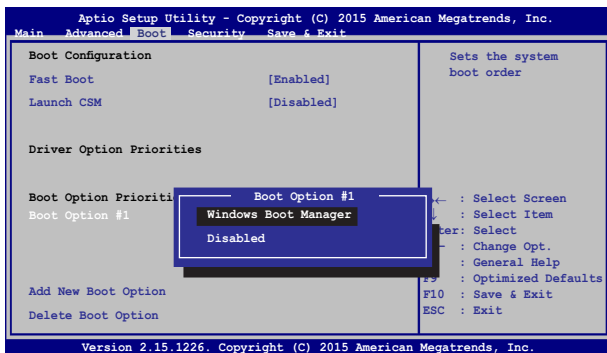 Aptio Setup Utility - Copyright (C) 2015 American Megatrends, Inc.
Main Advanced Boot Security Save & Exit
Boot Configuration
Fast Boot [Enabled]
Launch CSM [Disabled]
Driver Option Priorities
Boot Option
Boot Option #1
Boot Option #1
Windows Boot Manager
Disabled
Add New Boot Option
Delete Boot Option
Sets the system
boot order
→← : Select Screen
: Select Item
: Select
: Change Opt.
: General Help
F9 : Optimized Defaults
F10 : Save & Exit
ESC : Exit
Version 2.15.1226. Copyright (C) 2015 American Megatrends, Inc.